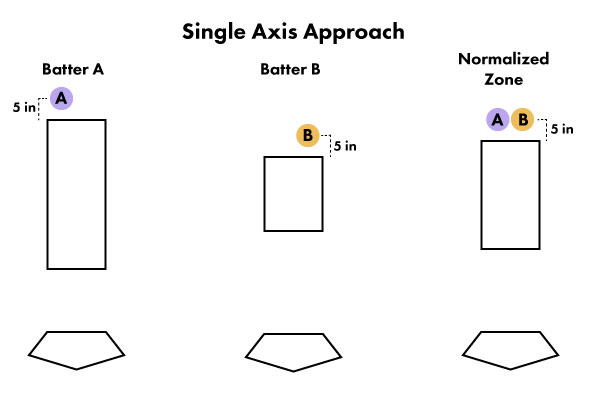 Single Axis Approach
Batter A
Batter B
Normalized
Zone
A
5 in
B
5 in
A B
5 in